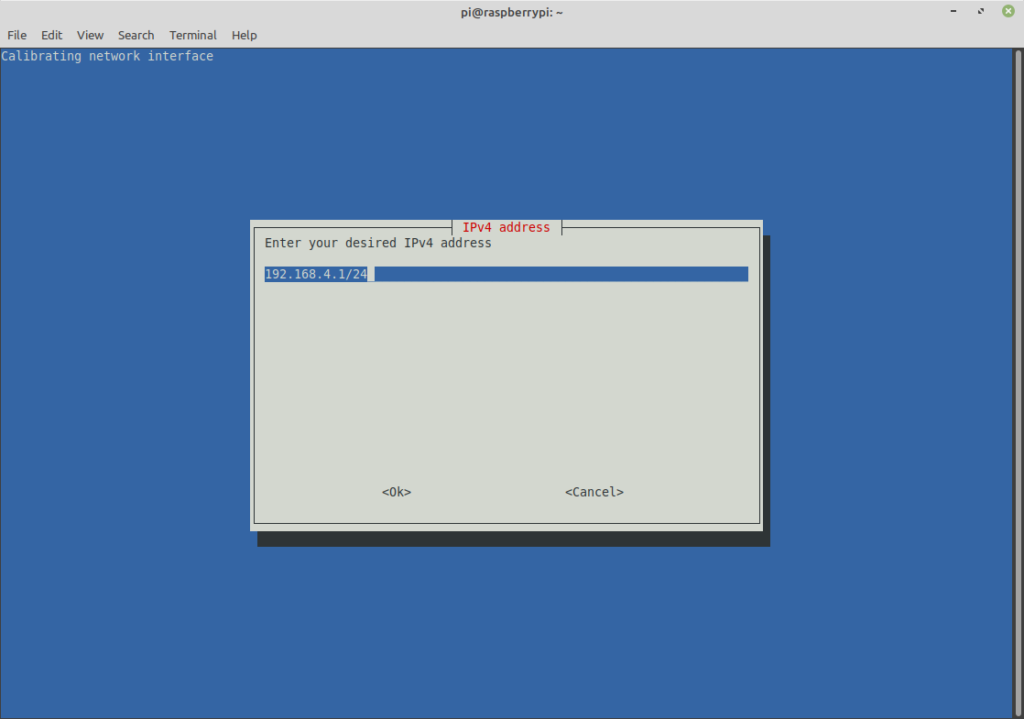 pi@raspberrypi: ~
File Edit View Search Terminal Help
Calibrating network interface
IPv4 address
Enter your desired IPv4 address
192.168.4.1/24
<Ok> <Cancel>